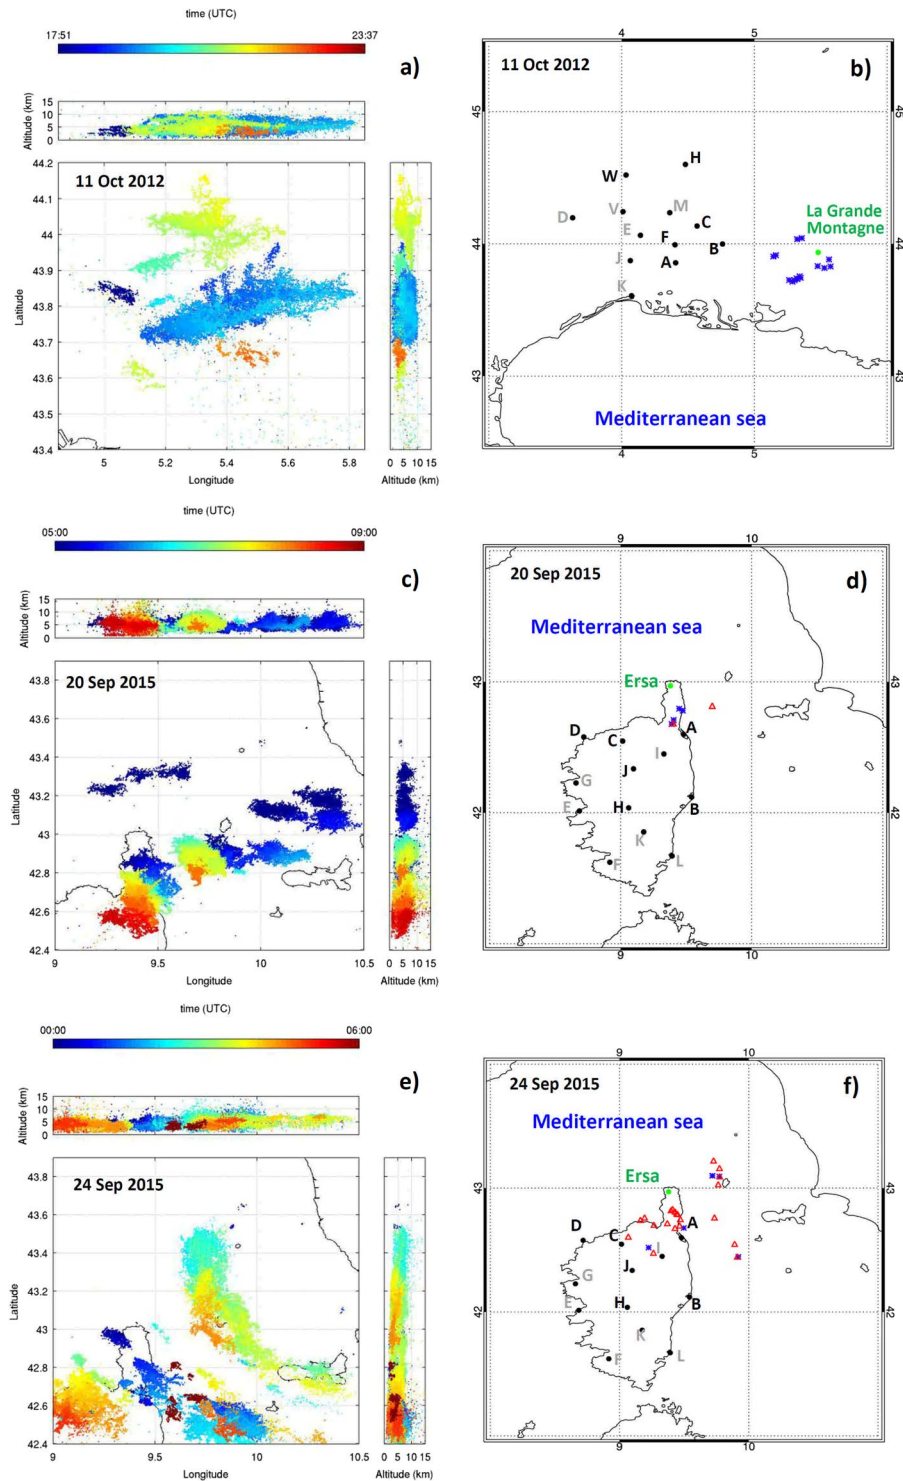 time (UTC)
17:51 23:37
a)
Altitude (km)
15
10
5
0
44.2
44.1
44
43.9
43.8
43.7
43.6
43.5
43.4
Latitude
11 Oct 2012
5 5.2 5.4 5.6 5.8
Longitude
0 5 10 15
Altitude (km)
4 5
11 Oct 2012
b)
45
44
43
H
W
V
M
D
C
E
F
B
J
A
K
La Grande
Montagne
Mediterranean sea
4 5
time (UTC)
05:00 09:00
c)
Altitude (km)
15
10
5
0
43.8
43.6
43.4
43.2
43
42.8
42.6
42.4
Latitude
20 Sep 2015
9 9.5 10 10.5
Longitude
0 5 10 15
Altitude (km)
9 10
20 Sep 2015
d)
Mediterranean sea
43
42
Ersa
D
C
A
I
J
G
E
H
B
K
F
L
9 10
time (UTC)
00:00 06:00
e)
Altitude (km)
15
10
5
0
43.8
43.6
43.4
43.2
43
42.8
42.6
42.4
Latitude
24 Sep 2015
9 9.5 10 10.5
Longitude
0 5 10 15
Altitude (km)
9 10
24 Sep 2015
f)
Mediterranean sea
43
42
Ersa
D
C
A
I
J
G
E
H
B
K
F
L
9 10